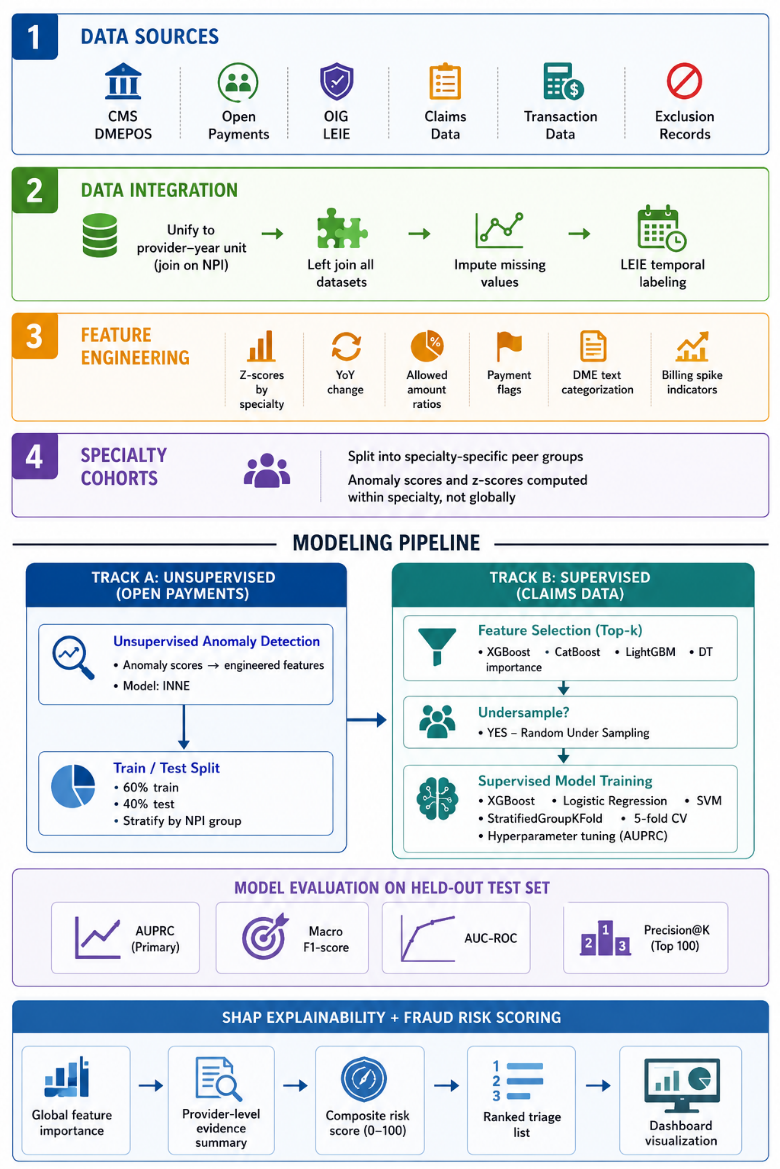 1
DATA SOURCES
CMS
DMEPOS
Open
Payments
OIG
LEIE
Claims
Data
$
Transaction
Data
Exclusion
Records
2
DATA INTEGRATION
Unify to
provider–year unit
(join on NPI)
Left join all
datasets
Impute missing
values
LEIE temporal
labeling
3
FEATURE
ENGINEERING
Z-scores
by
specialty
YoY
change
%
Allowed
amount
ratios
Payment
flags
DME text
categorization
Billing spike
indicators
4
SPECIALTY
COHORTS
Split into specialty-specific peer groups
Anomaly scores and z-scores computed
within specialty, not globally
MODELING PIPELINE
TRACK A: UNSUPERVISED
(OPEN PAYMENTS)
Unsupervised Anomaly Detection
• Anomaly scores → engineered features
• Model: INNE
Train / Test Split
• 60% train
• 40% test
• Stratify by NPI group
TRACK B: SUPERVISED
(CLAIMS DATA)
Feature Selection (Top-k)
• XGBoost • CatBoost • LightGBM • DT
importance
Undersample?
• YES – Random Under Sampling
Supervised Model Training
• XGBoost • Logistic Regression • SVM
• StratifiedGroupKFold • 5-fold CV
• Hyperparameter tuning (AUPRC)
MODEL EVALUATION ON HELD-OUT TEST SET
AUPRC
(Primary)
Macro
F1-score
AUC-ROC
2 1 3
Precision@K
(Top 100)
SHAP EXPLAINABILITY + FRAUD RISK SCORING
Global feature
importance
Provider-level
evidence
summary
Composite risk
score (0–100)
1
2
3
Ranked triage
list
Dashboard
visualization